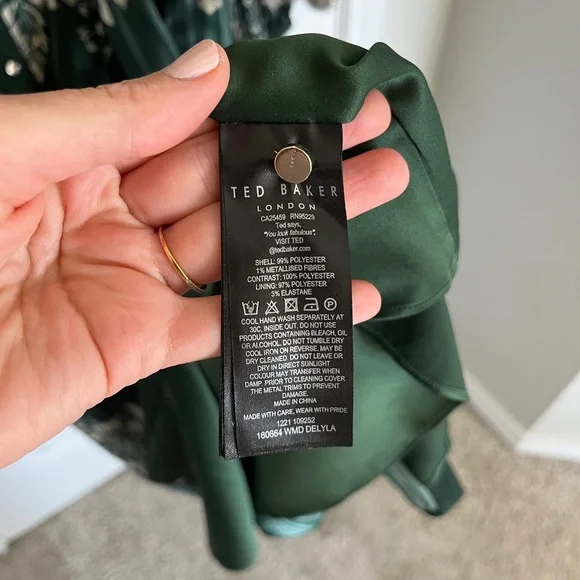 TED BAKER
LONDON
CA25459 RN95229
Ted says,
"You look fabulous".
VISIT TED
@tedbaker.com
SHELL: 99% POLYESTER
1% METALLISED FIBRES
CONTRAST: 100% POLYESTER
LINING: 97% POLYESTER
3% ELASTANE
COOL HAND WASH SEPARATELY AT
30C, INSIDE OUT. DO NOT USE
PRODUCTS CONTAINING BLEACH, OIL
OR ALCOHOL. DO NOT TUMBLE DRY
COOL IRON ON REVERSE. MAY BE
DRY CLEANED. DO NOT LEAVE OR
DRY IN DIRECT SUNLIGHT
COLOUR MAY TRANSFER WHEN
DAMP. PRIOR TO CLEANING COVER
THE METAL TRIMS TO PREVENT
DAMAGE.
MADE IN CHINA
MADE WITH CARE, WEAR WITH PRIDE
1221 109252
160664 WMD DELYLA